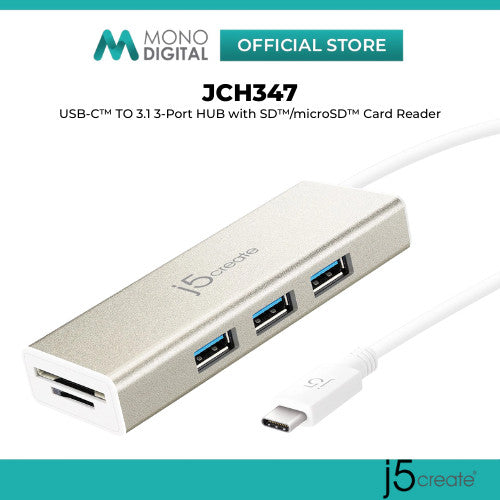 MONO
DIGITAL
OFFICIAL STORE
JCH347
USB-C™ TO 3.1 3-Port HUB with SD™/microSD™ Card Reader
j5create
j5
j5create®